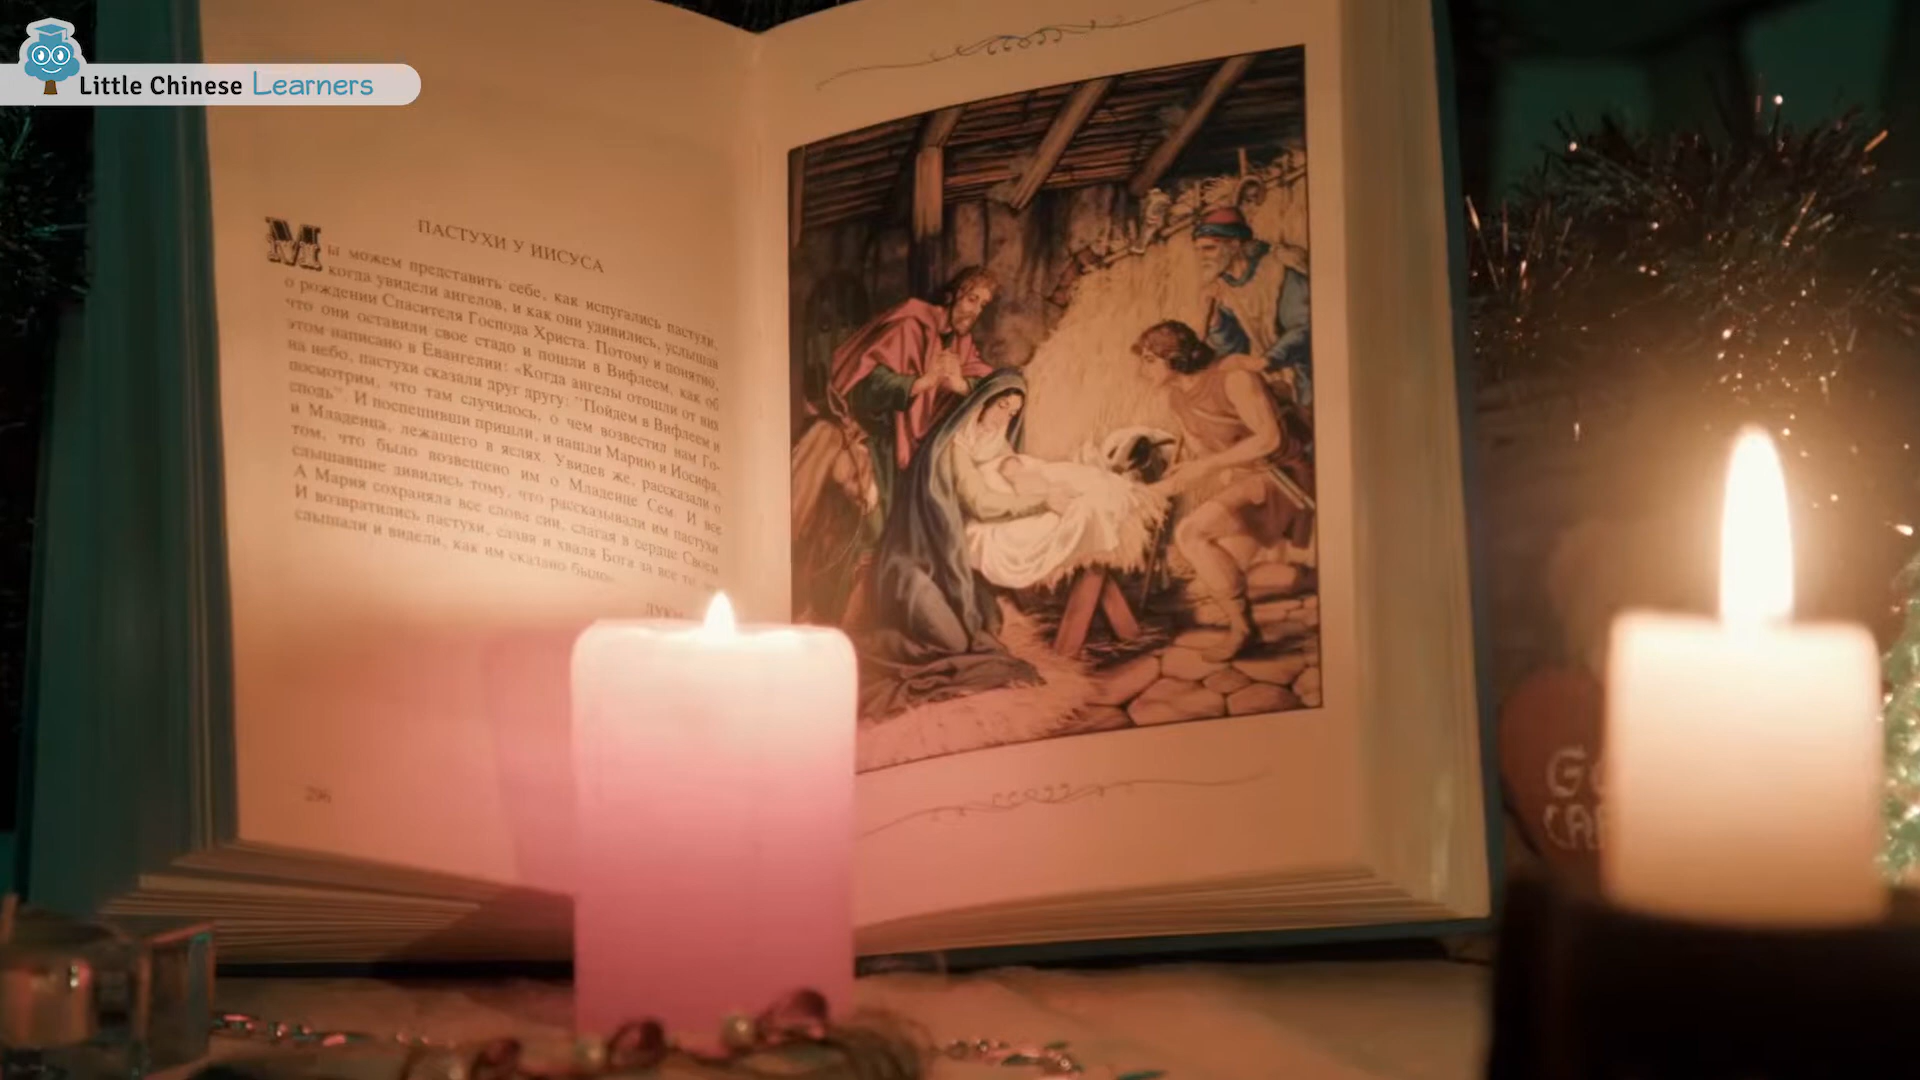 Little Chinese Learners
ПАСТУХИ У ИИСУСА
Мы можем представить себе, как испугались пастухи,
когда увидели ангелов, и как они удивились, услышав
о рождении Спасителя Господа Христа. Потому и понятно,
что они оставили свое стадо и пошли в Вифлеем, как об
этом написано в Евангелии: «Когда ангелы отошли от них
на небо, пастухи сказали друг другу: "Пойдем в Вифлеем и
посмотрим, что там случилось, о чем возвестил нам Го-
сподь". И поспешивши пришли, и нашли Марию и Иосифа,
и Младенца, лежащего в яслях. Увидев же, рассказали о
том, что было возвещено им о Младенце Сем. И все
слышавшие дивились тому, что рассказывали им пастухи.
А Мария сохраняла все слова сии, слагая в сердце Своем.
И возвратились пастухи, славя и хваля Бога за все то, что
слышали и видели, как им сказано было».
ЛУКИ
296